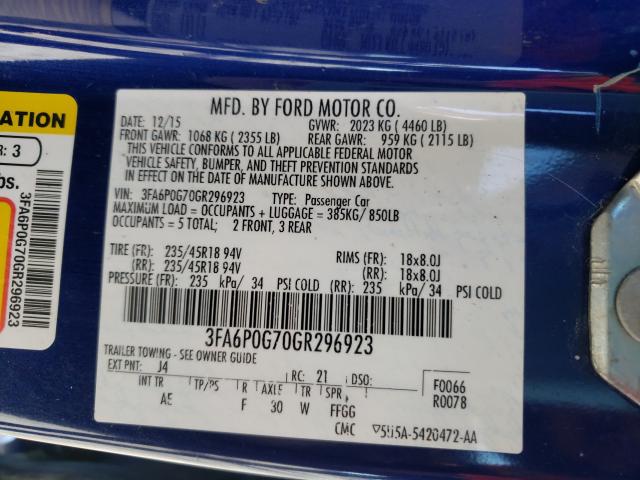 MFD. BY FORD MOTOR CO.
DATE: 12/15 GVWR: 2023 KG ( 4460 LB)
FRONT GAWR: 1068 KG ( 2355 LB) REAR GAWR: 959 KG ( 2115 LB)
THIS VEHICLE CONFORMS TO ALL APPLICABLE FEDERAL MOTOR
VEHICLE SAFETY, BUMPER, AND THEFT PREVENTION STANDARDS
IN EFFECT ON THE DATE OF MANUFACTURE SHOWN ABOVE.
VIN: 3FA6P0G70GR296923 TYPE: Passenger Car
MAXIMUM LOAD = OCCUPANTS + LUGGAGE = 385KG/ 850LB
OCCUPANTS = 5 TOTAL; 2 FRONT, 3 REAR
TIRE (FR): 235/45R18 94V RIMS (FR): 18x8.0J
(RR): 235/45R18 94V (RR): 18x8.0J
PRESSURE (FR): 235 kPa/ 34 PSI COLD (RR): 235 kPa/ 34 PSI COLD
3FA6P0G70GR296923
TRAILER TOWING - SEE OWNER GUIDE
EXT PNT: J4 RC: 21 DSO:
INT TR TP/PS R AXLE TR SPR
AE F 30 W FFGG
F0066
R0078
CMC 5U5A-5420472-AA
R: 3
bs.
3FA6P0G70GR296923